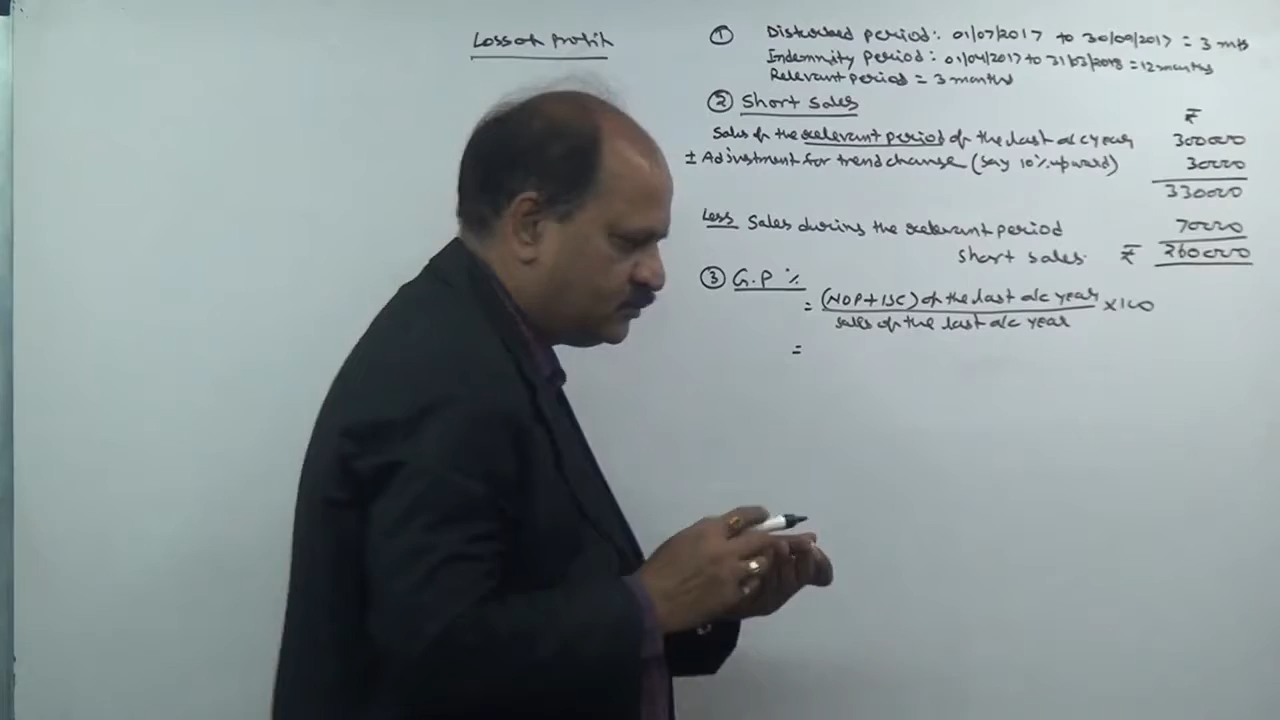 Loss of Profit
① Disturbed period: 01/07/2017 to 30/09/2017 = 3 mts
Indemnity period: 01/04/2017 to 31/03/2018 = 12 months
Relevant period = 3 months
② Short Sales
₹
Sales of the relevant period of the last a/c year 300000
± Adjustment for trend change (say 10% upward) 30000
330000
Less Sales during the relevant period 70000
Short sales ₹ 260000
③ G.P %
= (NOP + ISC) of the last a/c year × 100
sales of the last a/c year
=